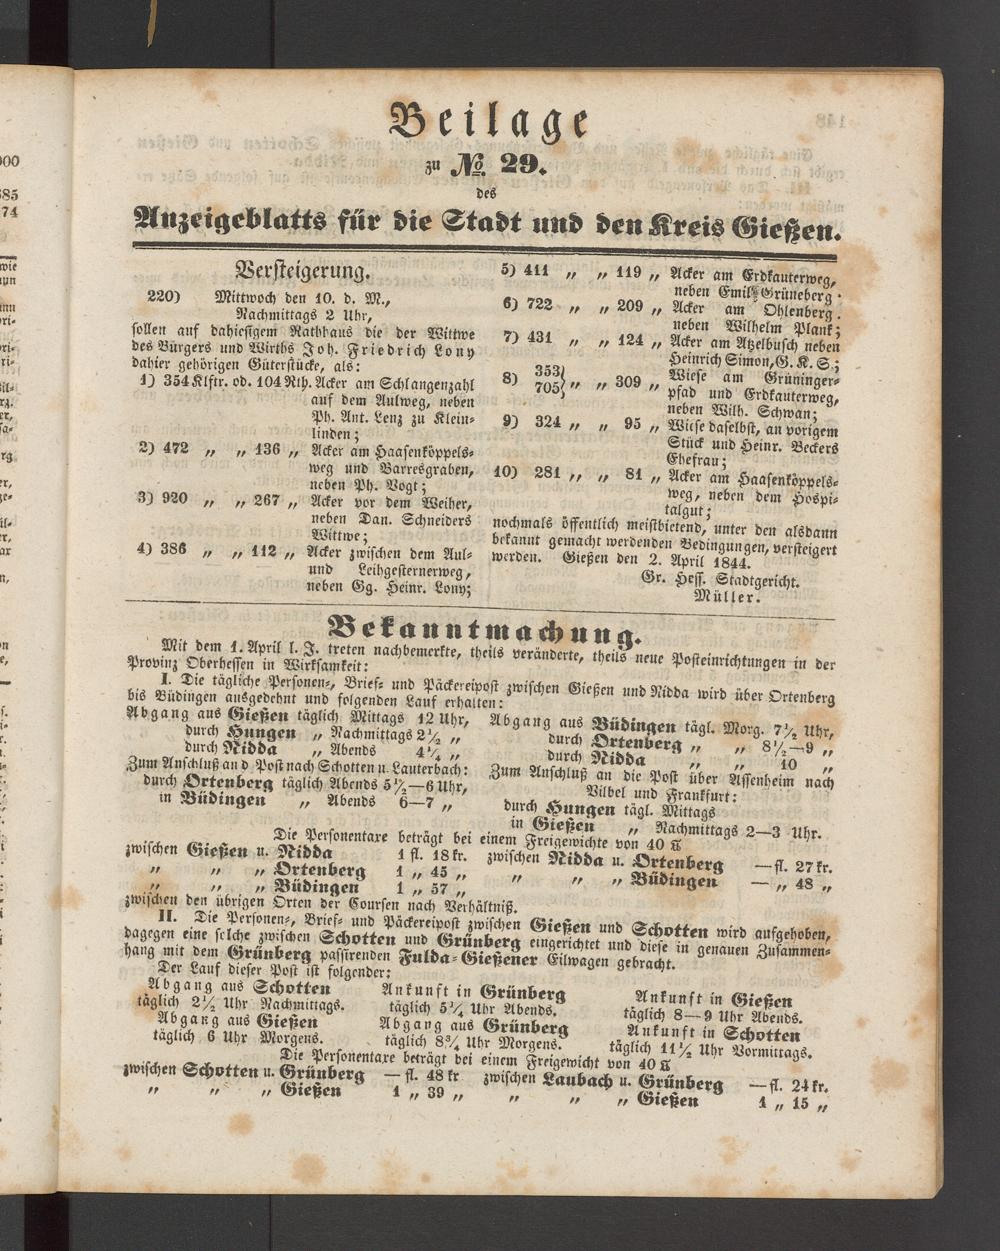 Beilage
zu No. 29.
des
Anzeigeblatts für die Stadt und den Kreis Gießen.
Versteigerung.
220) Mittwoch den 10. d. M.,
Nachmittags 2 Uhr,
sollen auf dahiesigem Rathhaus die der Wittwe
des Bürgers und Wirths Joh. Friedrich Lony
dahier gehörigen Güterstücke, als:
1) 354 Klftr. od. 104 Rth. Acker am Schlangenzahl
auf dem Aulweg, neben
Ph. Ant. Lenz zu Klein-
linden;
2) 472 „ „ 136 „ Acker am Haasenköppels-
weg und Barresgraben,
neben Ph. Vogt;
3) 920 „ „ 267 „ Acker vor dem Weiher,
neben Dan. Schneiders
Wittwe;
4) 386 „ „ 112 „ Acker zwischen dem Aul-
und Leihgesternerweg,
neben Gg. Heinr. Lony;
5) 411 „ „ 119 „ Acker am Erdkauterweg,
neben Emil Grüneberg.
6) 722 „ „ 209 „ Acker am Ohlenberg.
neben Wilhelm Plank;
7) 431 „ „ 124 „ Acker am Atzelbusch neben
Heinrich Simon, G. K. S.;
8) 353 705} „ „ 309 „ Wiese am Grüninger-
pfad und Erdkauterweg,
neben Wilh. Schwan;
9) 324 „ „ 95 „ Wiese daselbst, an vorigem
Stück und Heinr. Beckers
Ehefrau;
10) 281 „ „ 81 „ Acker am Haasenköppels-
weg, neben dem Hospi-
talgut;
nochmals öffentlich meistbietend, unter den alsdann
bekannt gemacht werdenden Bedingungen, versteigert
werden. Gießen den 2. April 1844.
Gr. Hess. Stadtgericht.
Müller.
Bekanntmachung.
Mit dem 1. April l. J. treten nachbemerkte, theils veränderte, theils neue Posteinrichtungen in der
Provinz Oberhessen in Wirksamkeit:
I. Die tägliche Personen-, Brief- und Päckereipost zwischen Gießen und Nidda wird über Ortenberg
bis Büdingen ausgedehnt und folgenden Lauf erhalten:
Abgang aus Gießen täglich Mittags 12 Uhr,
durch Hungen „ Nachmittags 2½ „
durch Nidda „ Abends 4¼ „
Zum Anschluß an d. Post nach Schotten u. Lauterbach:
durch Ortenberg täglich Abends 5½—6 Uhr,
in Büdingen „ Abends 6—7 „
Abgang aus Büdingen tägl. Morg. 7½ Uhr,
durch Ortenberg „ „ 8½—9 „
durch Nidda „ „ 10 „
Zum Anschluß an die Post über Assenheim nach
Vilbel und Frankfurt:
durch Hungen tägl. Mittags
in Gießen „ Nachmittags 2—3 Uhr.
Die Personentaxe beträgt bei einem Freigewichte von 40 ℔
zwischen Gießen u. Nidda 1 fl. 18 kr. zwischen Nidda u. Ortenberg — fl. 27 kr.
„ „ „ Ortenberg 1 „ 45 „ „ „ „ Büdingen — „ 48 „
„ „ „ Büdingen 1 „ 57 „
zwischen den übrigen Orten der Coursen nach Verhältniß.
II. Die Personen-, Brief- und Päckereipost zwischen Gießen und Schotten wird aufgehoben,
dagegen eine solche zwischen Schotten und Grünberg eingerichtet und diese in genauen Zusammen-
hang mit dem Grünberg passirenden Fulda-Gießener Eilwagen gebracht.
Der Lauf dieser Post ist folgender:
Abgang aus Schotten Ankunft in Grünberg Ankunft in Gießen
täglich 2½ Uhr Nachmittags. täglich 5¼ Uhr Abends. täglich 8—9 Uhr Abends.
Abgang aus Gießen Abgang aus Grünberg Ankunft in Schotten
täglich 6 Uhr Morgens. täglich 8¾ Uhr Morgens. täglich 11½ Uhr Vormittags.
Die Personentaxe beträgt bei einem Freigewicht von 40 ℔
zwischen Schotten u. Grünberg — fl. 48 kr zwischen Laubach u. Grünberg — fl. 24 kr.
„ „ „ Gießen 1 „ 39 „ „ „ „ Gießen 1 „ 15 „